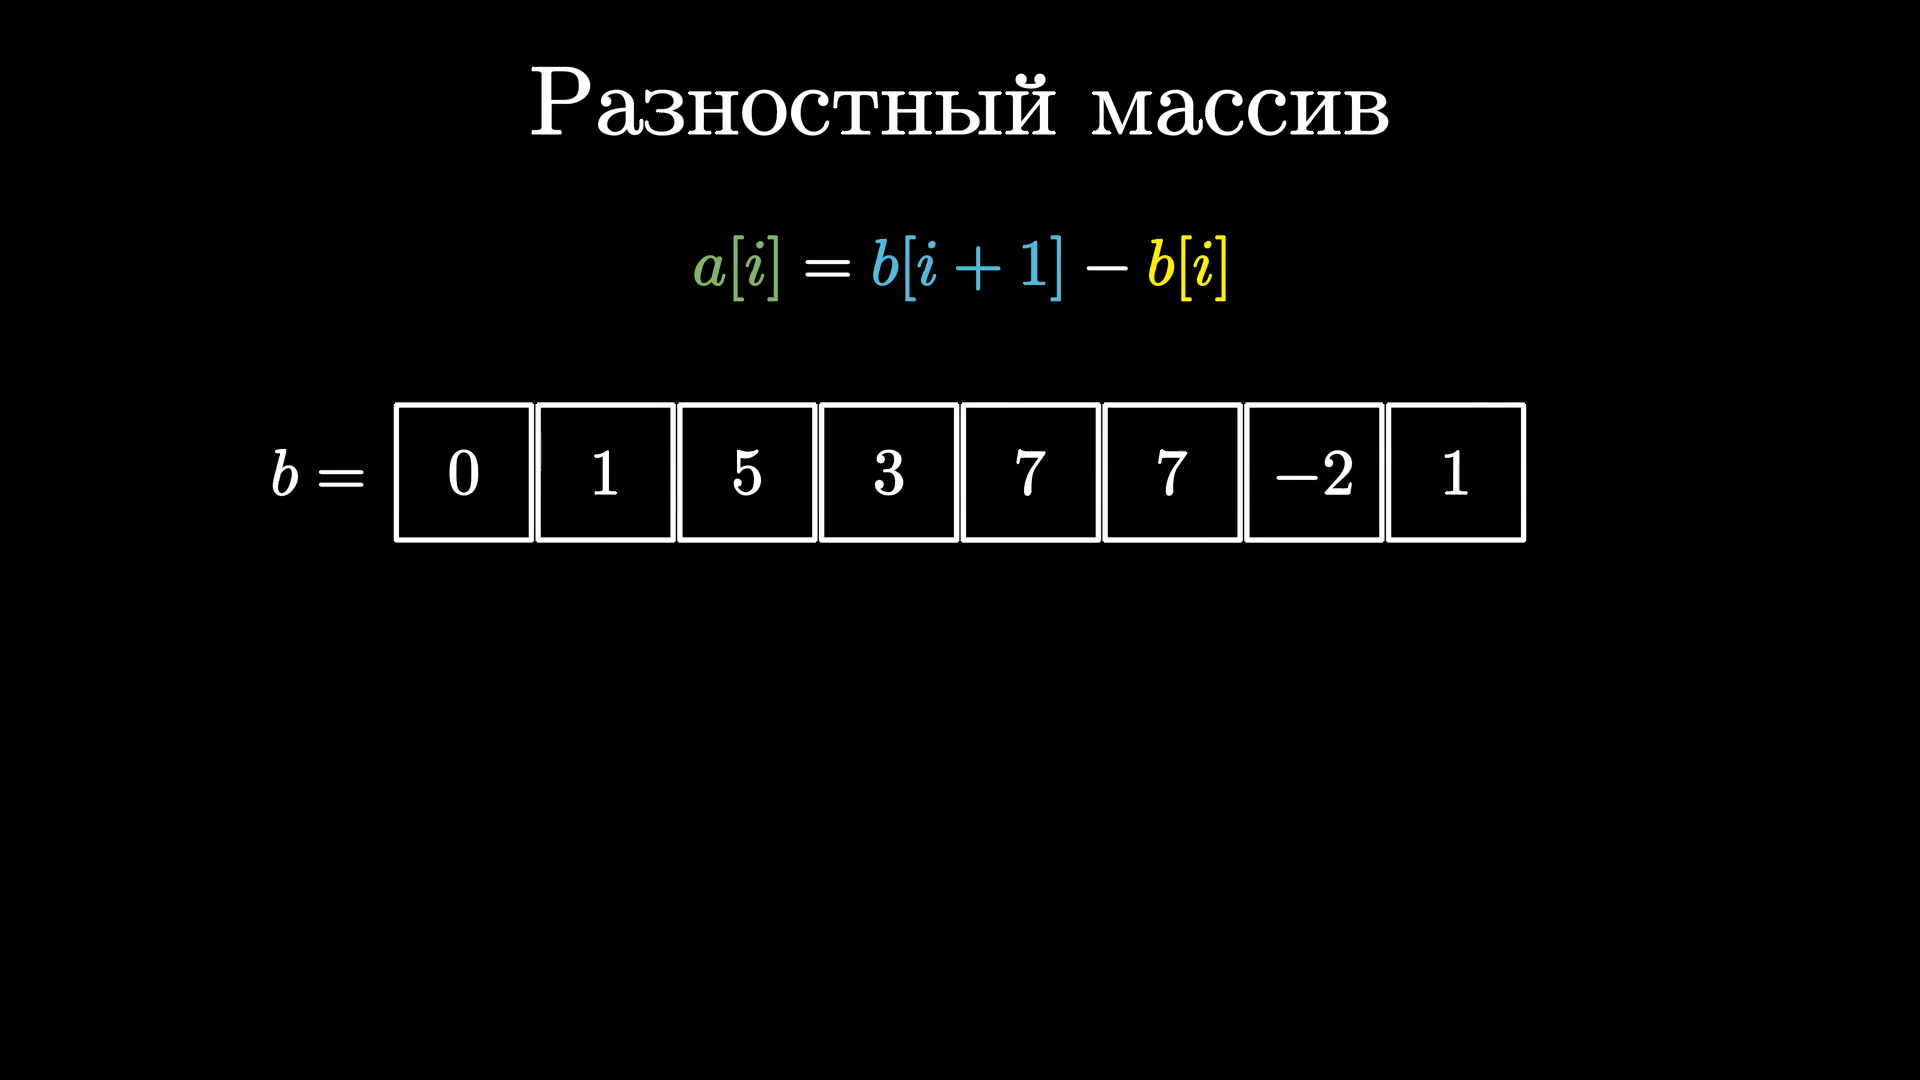 Разностный массив
a[i] = b[i + 1] − b[i]
b = 0 1 5 3 7 7 −2 1